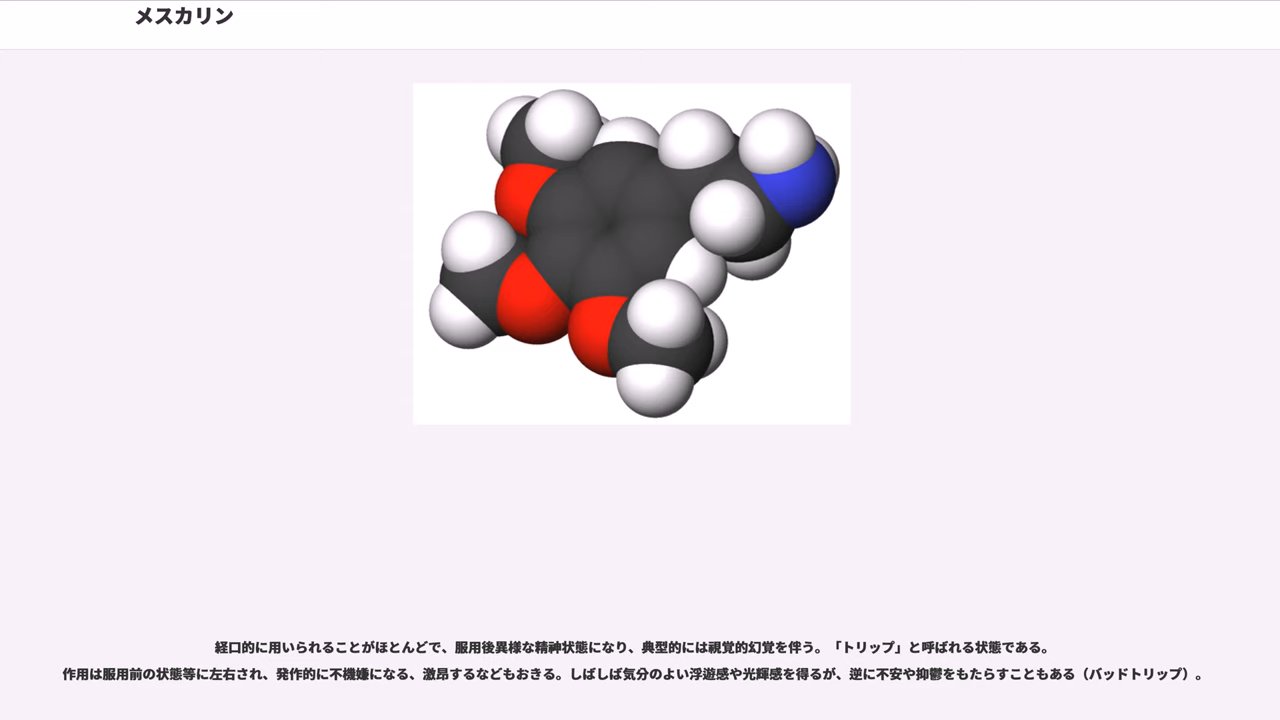 メスカリン
経口的に用いられることがほとんどで、服用後異様な精神状態になり、典型的には視覚的幻覚を伴う。「トリップ」と呼ばれる状態である。
作用は服用前の状態等に左右され、発作的に不機嫌になる、激昂するなどもおきる。しばしば気分のよい浮遊感や光輝感を得るが、逆に不安や抑鬱をもたらすこともある（バッドトリップ）。